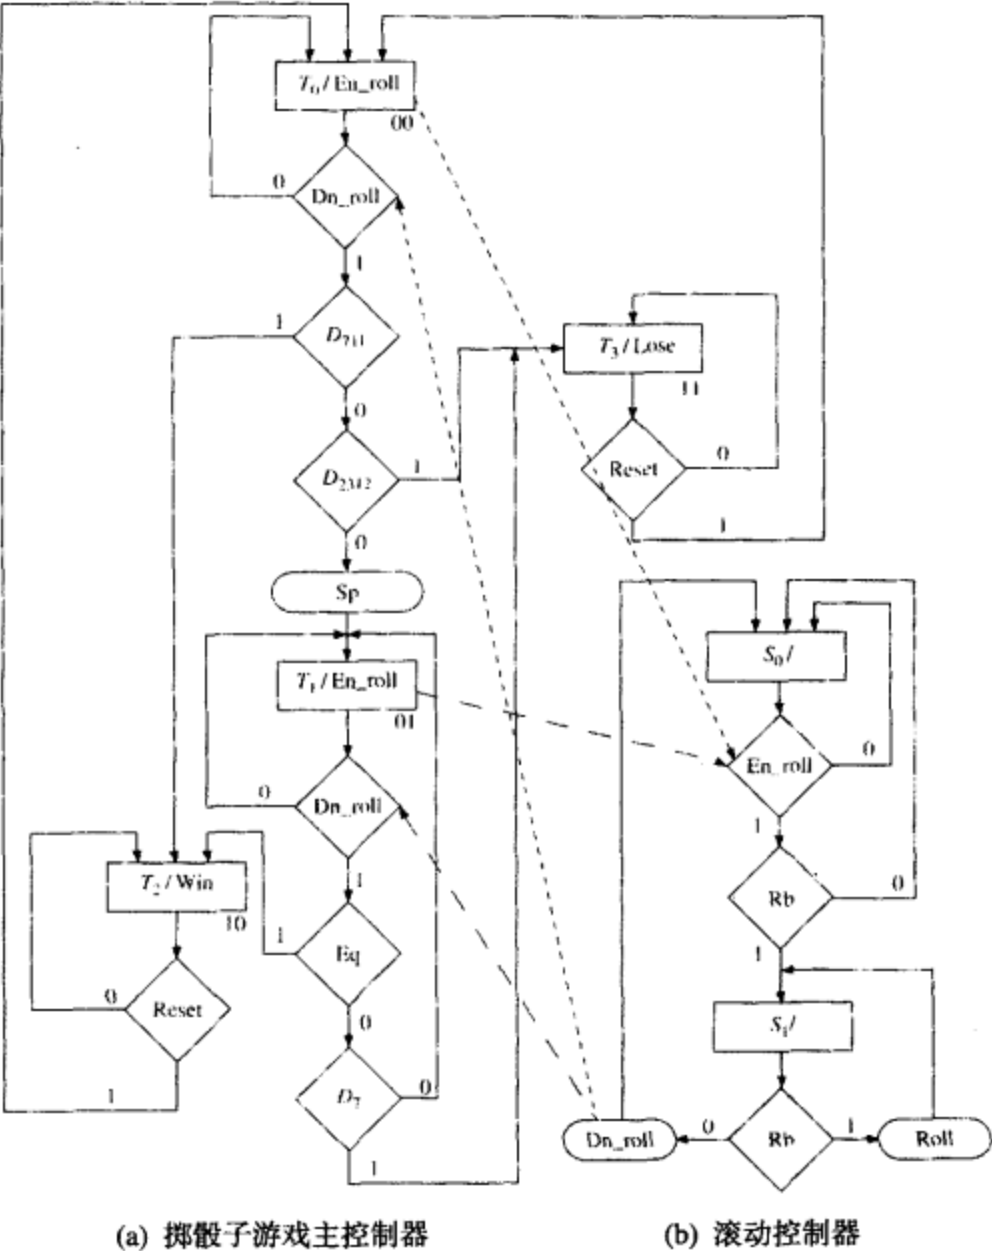 T₀/En_roll
00
0
Dn_roll
1
1
D₇₁₁
0
D₂₃₁₂
1
0
Sp
T₁/En_roll
01
0
Dn_roll
1
1
Eq
0
D₇
0
1
T₂/Win
10
0
Reset
1
T₃/Lose
11
Reset
0
1
S₀/
En_roll
0
1
Rb
0
1
S₁/
Dn_roll
0
Rb
1
Roll
(a) 掷骰子游戏主控制器
(b) 滚动控制器